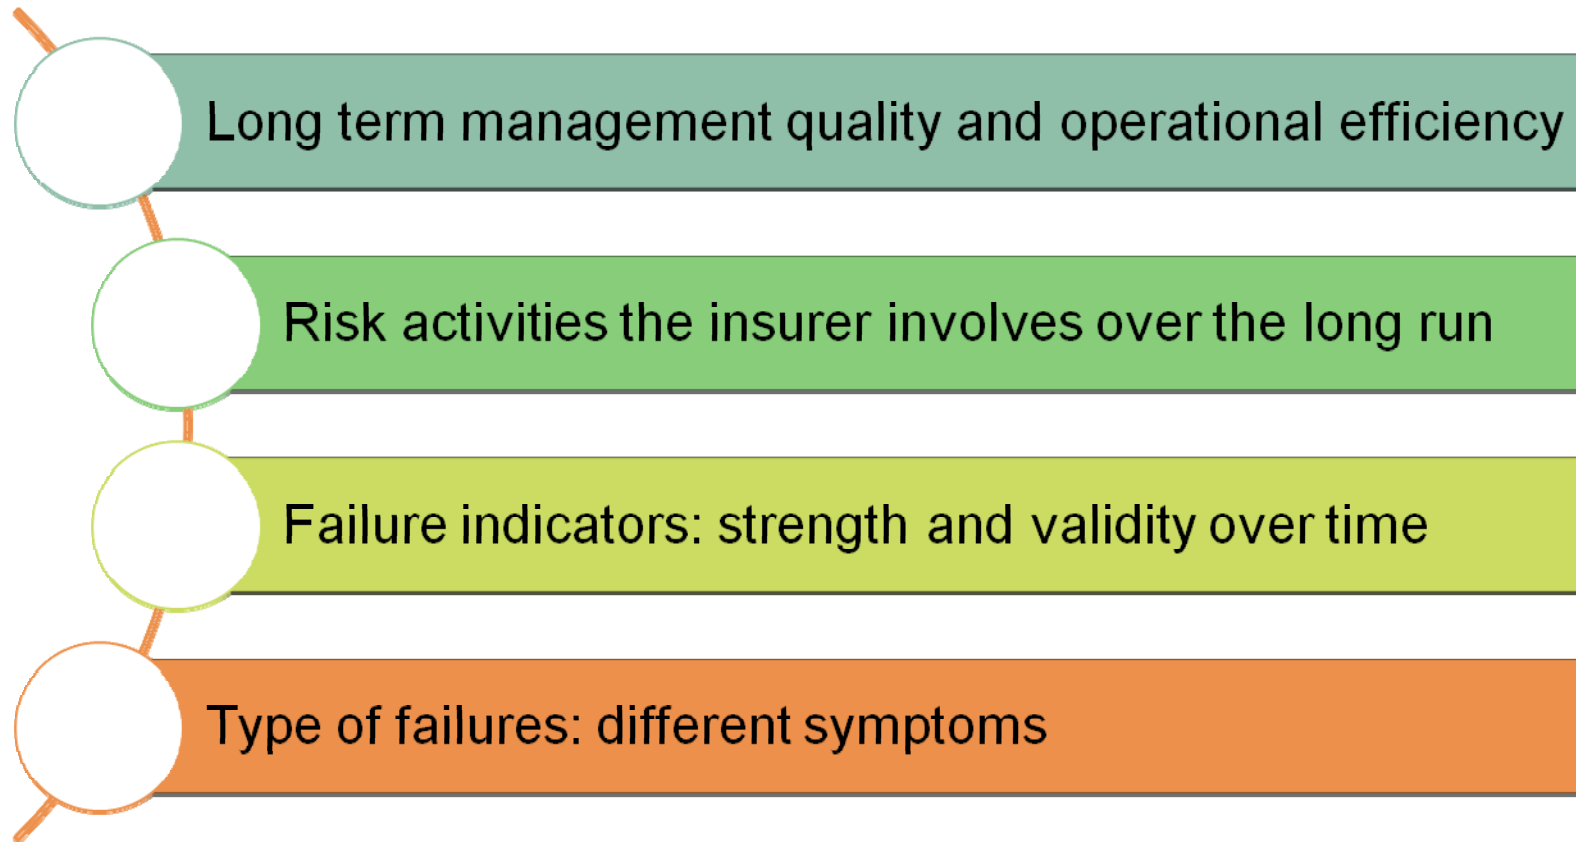 Long term management quality and operational efficiency
Risk activities the insurer involves over the long run
Failure indicators: strength and validity over time
Type of failures: different symptoms